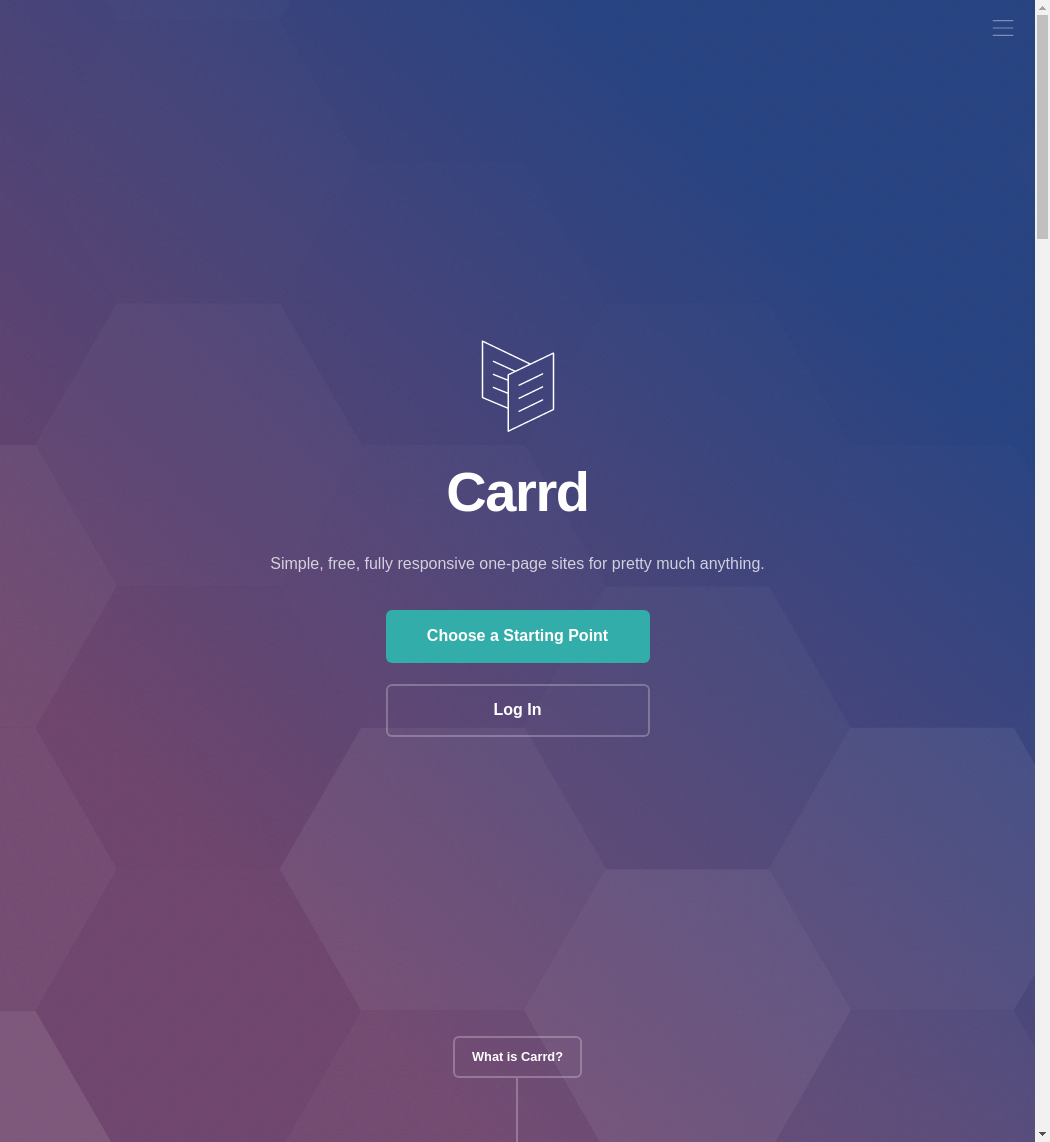 Carrd
Simple, free, fully responsive one-page sites for pretty much anything.
Choose a Starting Point
Log In
What is Carrd?